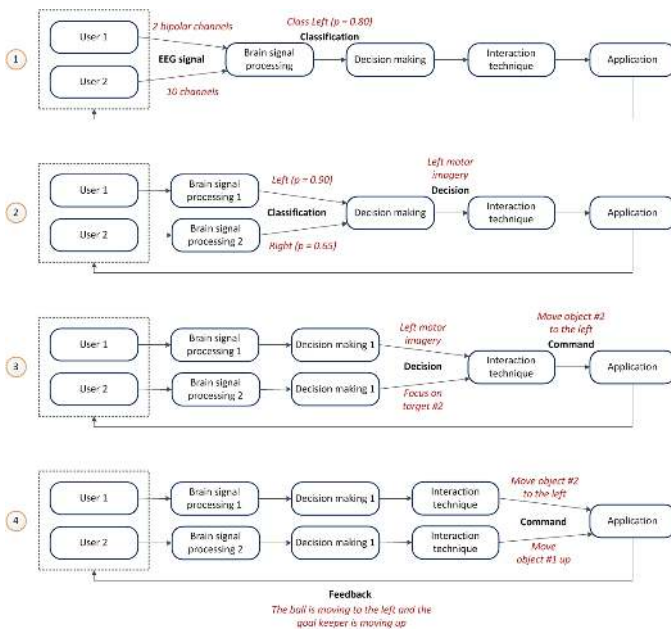 2 bipolar channels
Class Left (p = 0.80)
Classification
User 1
1
EEG signal
Brain signal
processing
Decision making
Interaction
technique
Application
User 2
10 channels
Left motor
imagery
Decision
User 1
Brain signal
processing 1
Left (p = 0.90)
2
Classification
Decision making
Interaction
technique
Application
User 2
Brain signal
processing 2
Right (p = 0.65)
Move object #2
to the left
Command
User 1
Brain signal
processing 1
Decision making 1
Left motor
imagery
3
Decision
Interaction
technique
Application
User 2
Brain signal
processing 2
Decision making 1
Focus on
target #2
User 1
Brain signal
processing 1
Decision making 1
Interaction
technique
Move object #2
to the left
4
Command
Application
User 2
Brain signal
processing 2
Decision making 1
Interaction
technique
Move
object #1 up
Feedback
The ball is moving to the left and the
goal keeper is moving up